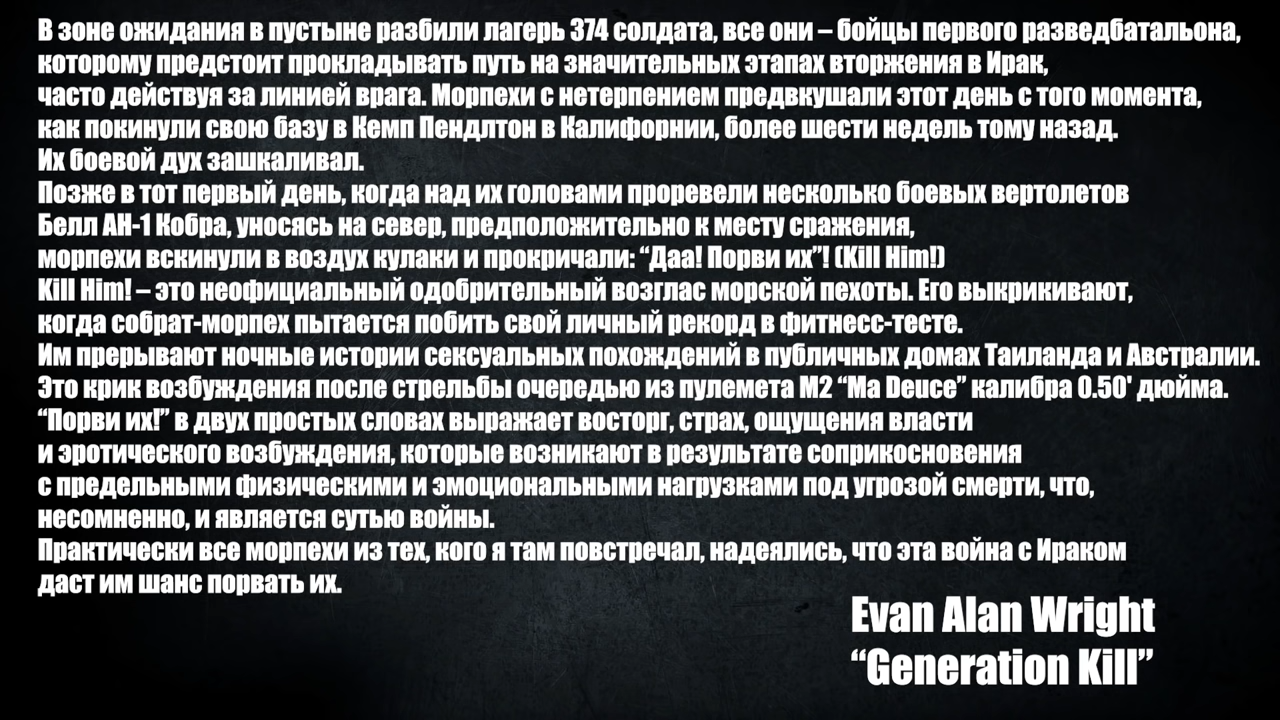 В зоне ожидания в пустыне разбили лагерь 374 солдата, все они – бойцы первого разведбатальона,
которому предстоит прокладывать путь на значительных этапах вторжения в Ирак,
часто действуя за линией врага. Морпехи с нетерпением предвкушали этот день с того момента,
как покинули свою базу в Кемп Пендлтон в Калифорнии, более шести недель тому назад.
Их боевой дух зашкаливал.
Позже в тот первый день, когда над их головами проревели несколько боевых вертолетов
Белл АН-1 Кобра, уносясь на север, предположительно к месту сражения,
морпехи вскинули в воздух кулаки и прокричали: “Даа! Порви их”! (Kill Him!)
Kill Him! – это неофициальный одобрительный возглас морской пехоты. Его выкрикивают,
когда собрат-морпех пытается побить свой личный рекорд в фитнесс-тесте.
Им прерывают ночные истории сексуальных похождений в публичных домах Таиланда и Австралии.
Это крик возбуждения после стрельбы очередью из пулемета M2 “Ma Deuce” калибра 0.50' дюйма.
“Порви их!” в двух простых словах выражает восторг, страх, ощущения власти
и эротического возбуждения, которые возникают в результате соприкосновения
с предельными физическими и эмоциональными нагрузками под угрозой смерти, что,
несомненно, и является сутью войны.
Практически все морпехи из тех, кого я там повстречал, надеялись, что эта война с Ираком
даст им шанс порвать их.
Evan Alan Wright
“Generation Kill”